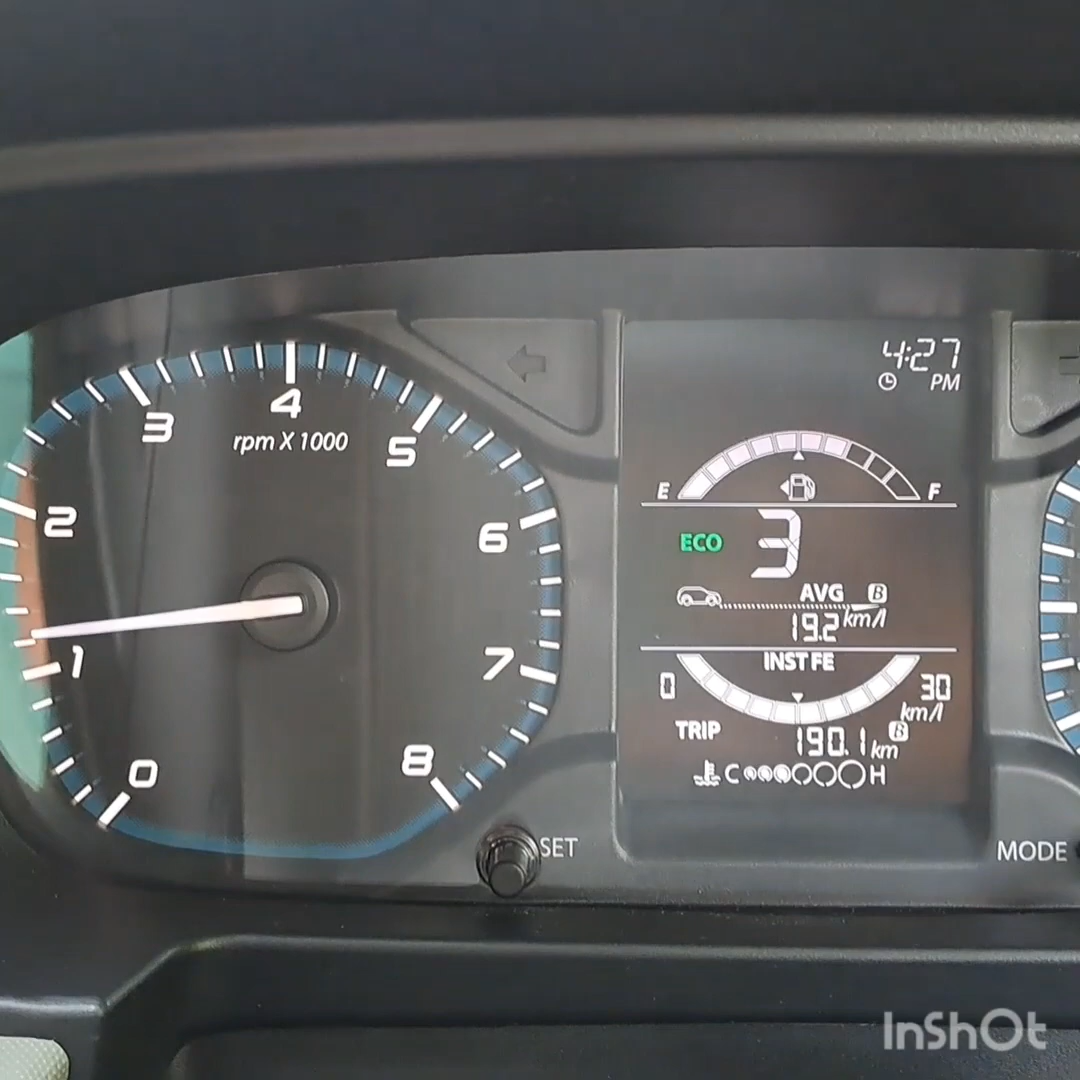 4:27
PM
E F
ECO 3
AVG B
19.2 km/l
INST FE
0 30
km/l
TRIP B
190.1 km
C H
0
1
2
3
4
5
6
7
8
rpm X 1000
SET
MODE
InShOt